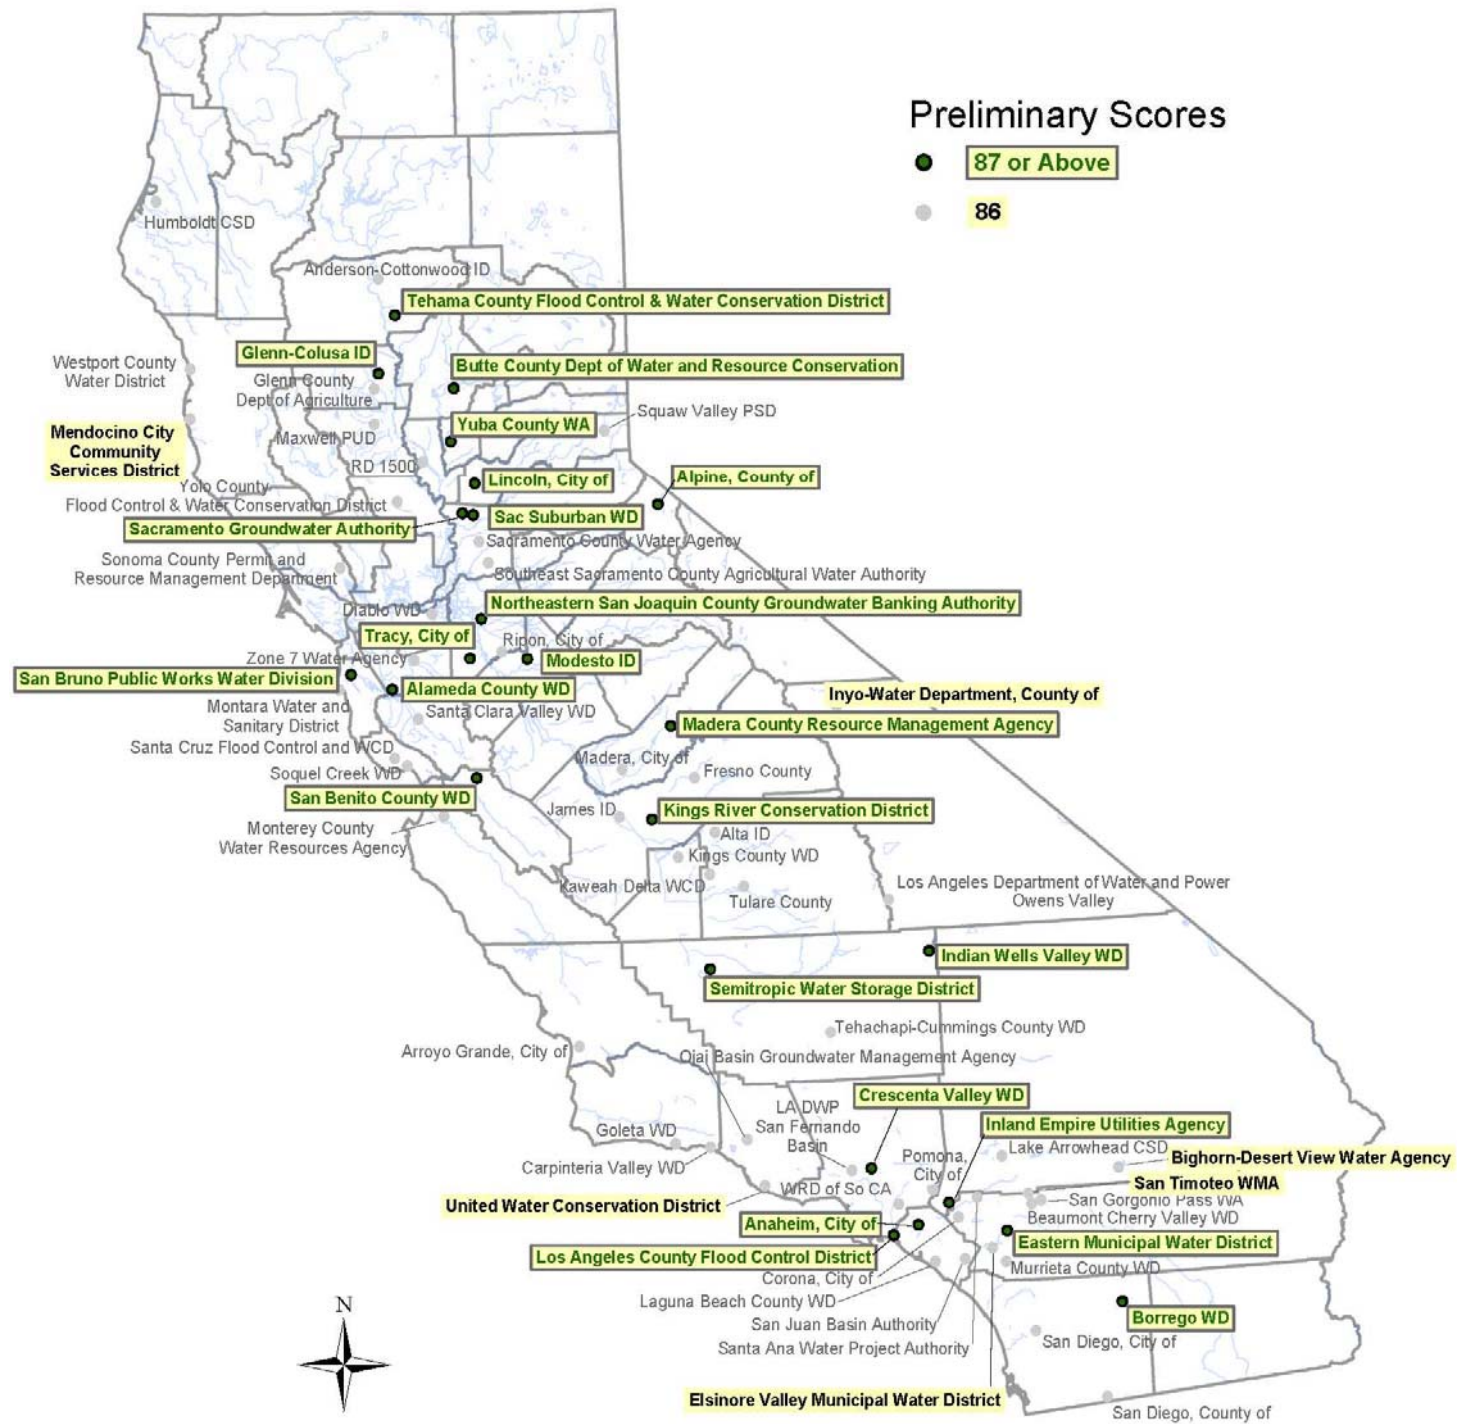 Preliminary Scores
87 or Above
86
Humboldt CSD
Anderson-Cottonwood ID
Tehama County Flood Control & Water Conservation District
Glenn-Colusa ID
Westport County
Water District
Butte County Dept of Water and Resource Conservation
Glenn County
Dept of Agriculture
Squaw Valley PSD
Yuba County WA
Mendocino City
Community
Services District
Maxwell PUD
RD 1500
Lincoln, City of
Alpine, County of
Yolo County
Flood Control & Water Conservation District
Sac Suburban WD
Sacramento Groundwater Authority
Sacramento County Water Agency
Sonoma County Permit and
Resource Management Department
Southeast Sacramento County Agricultural Water Authority
Northeastern San Joaquin County Groundwater Banking Authority
Diablo WD
Tracy, City of
Ripon, City of
Zone 7 Water Agency
Modesto ID
San Bruno Public Works Water Division
Alameda County WD
Inyo-Water Department, County of
Montara Water and
Sanitary District
Santa Clara Valley WD
Madera County Resource Management Agency
Santa Cruz Flood Control and WCD
Madera, City of
Soquel Creek WD
Fresno County
San Benito County WD
James ID
Kings River Conservation District
Monterey County
Water Resources Agency
Alta ID
Kings County WD
Kaweah Delta WCD
Los Angeles Department of Water and Power
Owens Valley
Tulare County
Indian Wells Valley WD
Semitropic Water Storage District
Tehachapi-Cummings County WD
Arroyo Grande, City of
Ojai Basin Groundwater Management Agency
Crescenta Valley WD
LA DWP
San Fernando
Basin
Inland Empire Utilities Agency
Goleta WD
Lake Arrowhead CSD
Pomona,
City of
Bighorn-Desert View Water Agency
Carpinteria Valley WD
San Timoteo WMA
WRD of So CA
San Gorgonio Pass WA
United Water Conservation District
Beaumont Cherry Valley WD
Anaheim, City of
Eastern Municipal Water District
Los Angeles County Flood Control District
Murrieta County WD
Corona, City of
Laguna Beach County WD
Borrego WD
San Juan Basin Authority
San Diego, City of
Santa Ana Water Project Authority
Elsinore Valley Municipal Water District
San Diego, County of
N